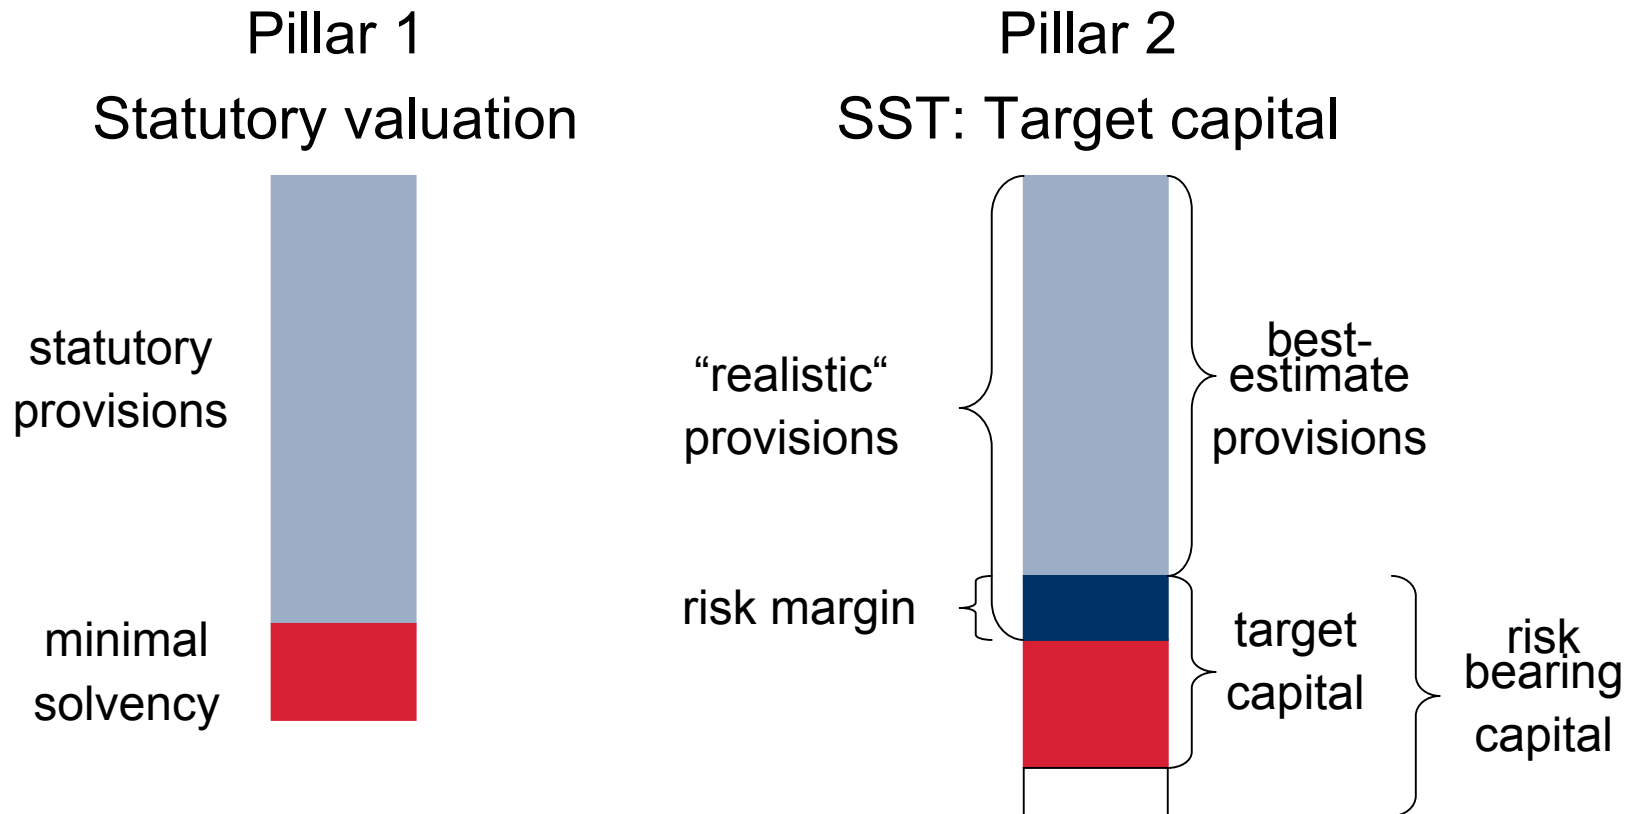 Pillar 1
Statutory valuation
statutory
provisions
minimal
solvency
Pillar 2
SST: Target capital
“realistic“
provisions
risk margin
best-
estimate
provisions
target
capital
risk
bearing
capital